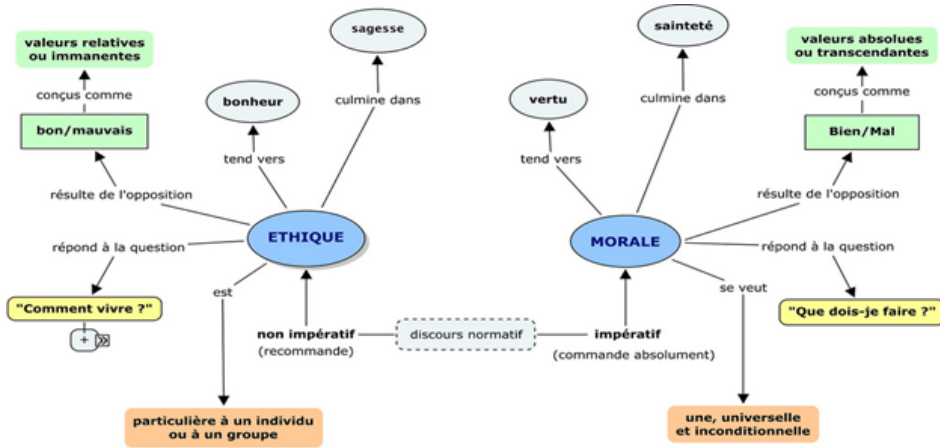 valeurs relatives
ou immanentes
conçus comme
bon/mauvais
résulte de l'opposition
répond à la question
"Comment vivre ?"
+
sagesse
culmine dans
bonheur
tend vers
ETHIQUE
est
particulière à un individu
ou à un groupe
non impératif
(recommande)
discours normatif
impératif
(commande absolument)
sainteté
culmine dans
vertu
tend vers
MORALE
se veut
une, universelle
et inconditionnelle
valeurs absolues
ou transcendantes
conçus comme
Bien/Mal
résulte de l'opposition
répond à la question
"Que dois-je faire ?"